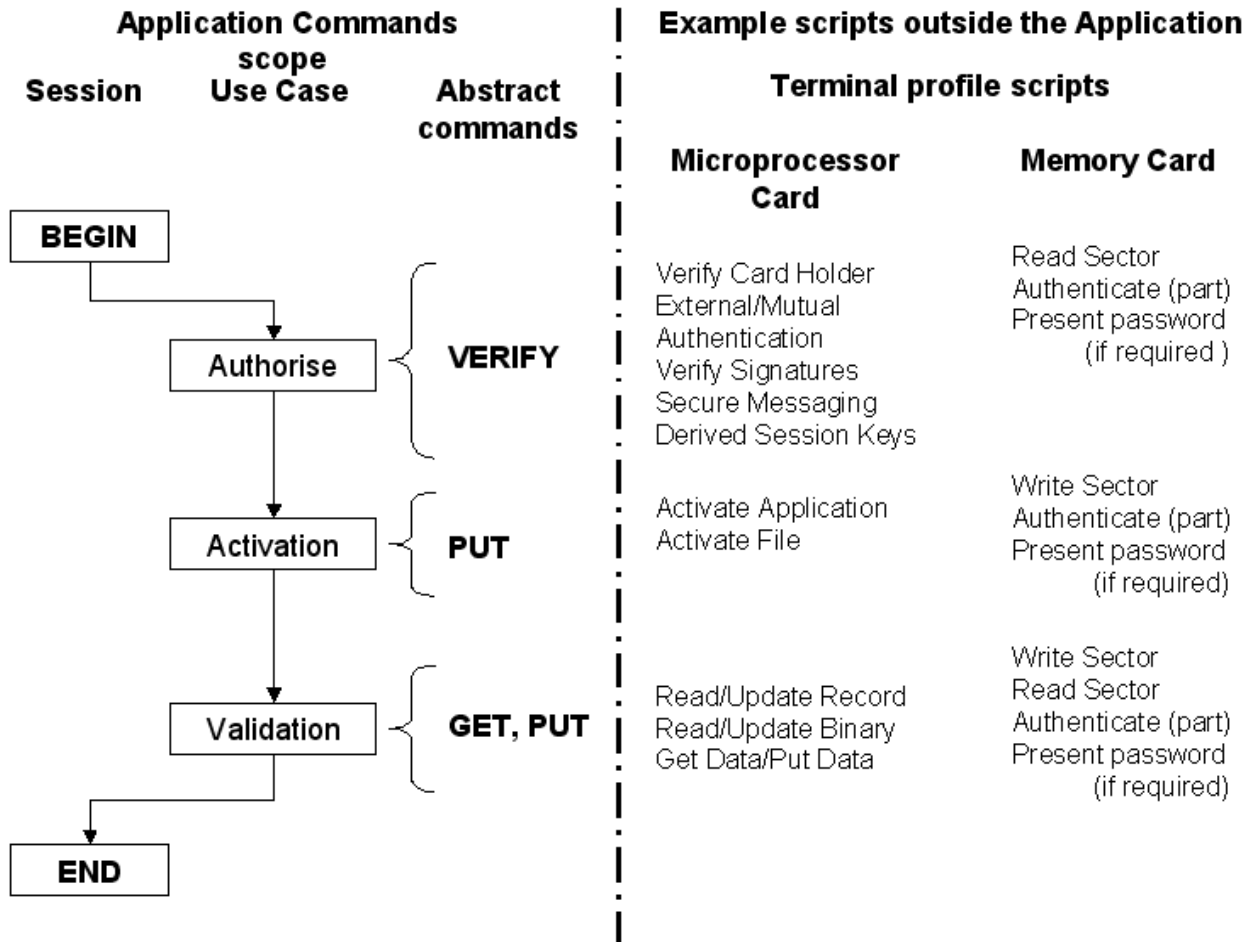 Application Commands
scope
Session
Use Case
Abstract
commands
BEGIN
Authorise
VERIFY
Activation
PUT
Validation
GET, PUT
END
Example scripts outside the Application
Terminal profile scripts
Microprocessor
Card
Verify Card Holder
External/Mutual
Authentication
Verify Signatures
Secure Messaging
Derived Session Keys
Activate Application
Activate File
Read/Update Record
Read/Update Binary
Get Data/Put Data
Memory Card
Read Sector
Authenticate (part)
Present password
(if required )
Write Sector
Authenticate (part)
Present password
(if required)
Write Sector
Read Sector
Authenticate (part)
Present password
(if required)